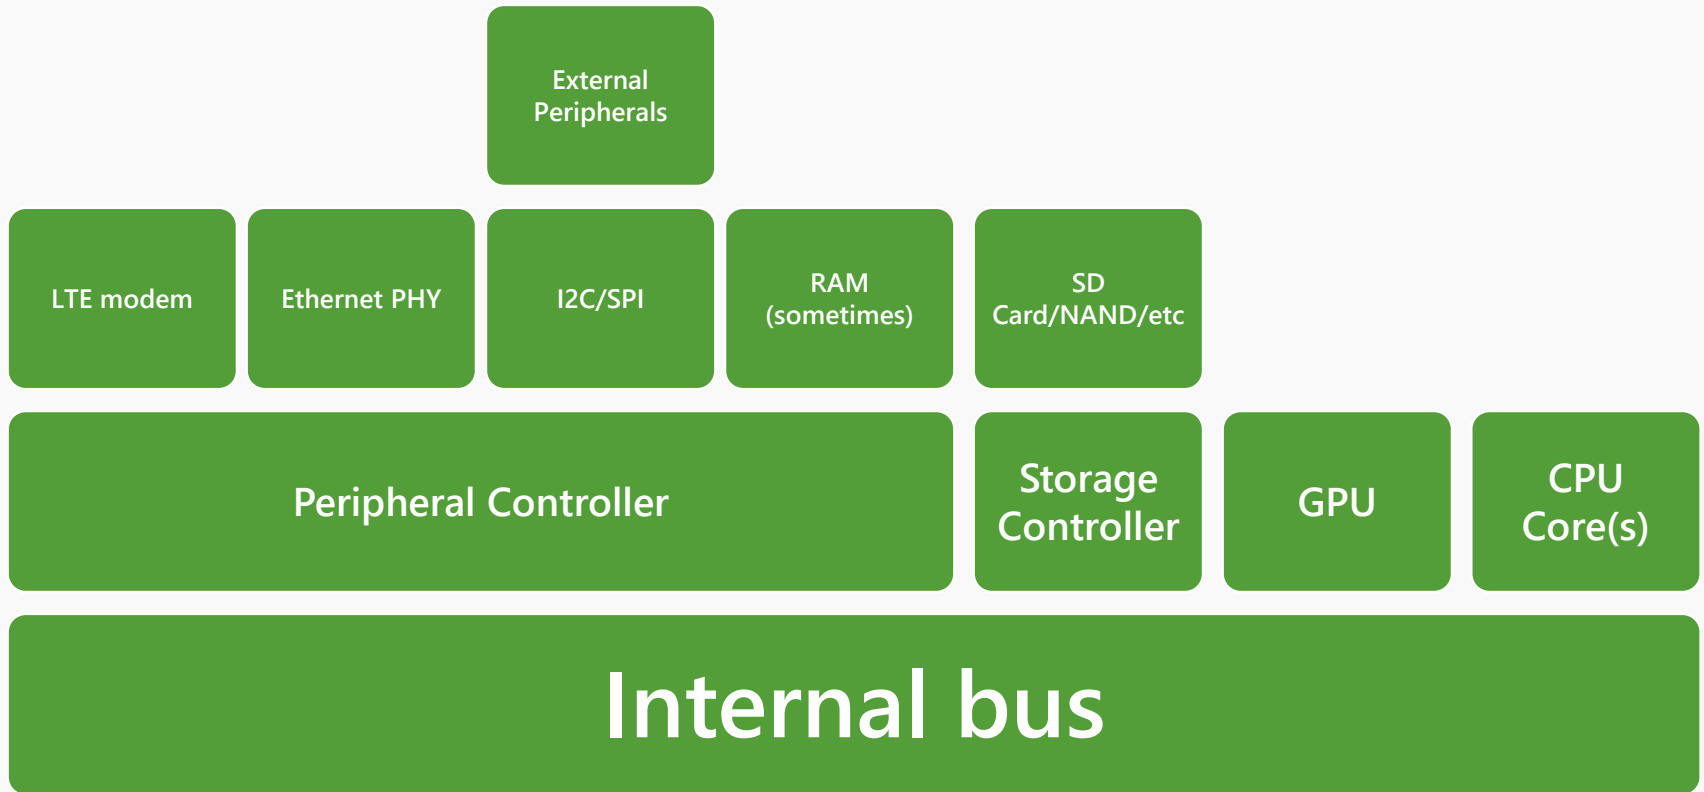 External
Peripherals
LTE modem
Ethernet PHY
I2C/SPI
RAM
(sometimes)
SD
Card/NAND/etc
Peripheral Controller
Storage
Controller
GPU
CPU
Core(s)
Internal bus